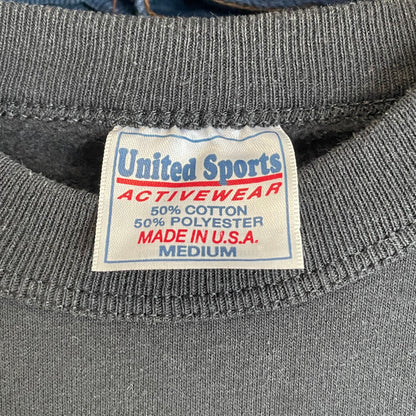 United Sports
ACTIVEWEAR
50% COTTON
50% POLYESTER
MADE IN U.S.A.
MEDIUM